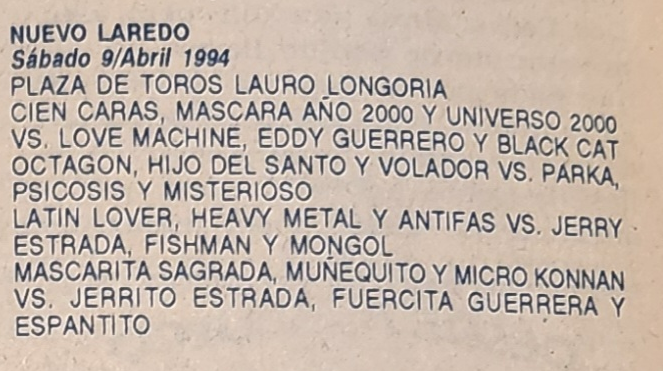 NUEVO LAREDO
Sábado 9/Abril 1994
PLAZA DE TOROS LAURO LONGORIA
CIEN CARAS, MASCARA AÑO 2000 Y UNIVERSO 2000
VS. LOVE MACHINE, EDDY GUERRERO Y BLACK CAT
OCTAGON, HIJO DEL SANTO Y VOLADOR VS. PARKA,
PSICOSIS Y MISTERIOSO
LATIN LOVER, HEAVY METAL Y ANTIFAS VS. JERRY
ESTRADA, FISHMAN Y MONGOL
MASCARITA SAGRADA, MUÑEQUITO Y MICRO KONNAN
VS. JERRITO ESTRADA, FUERCITA GUERRERA Y
ESPANTITO